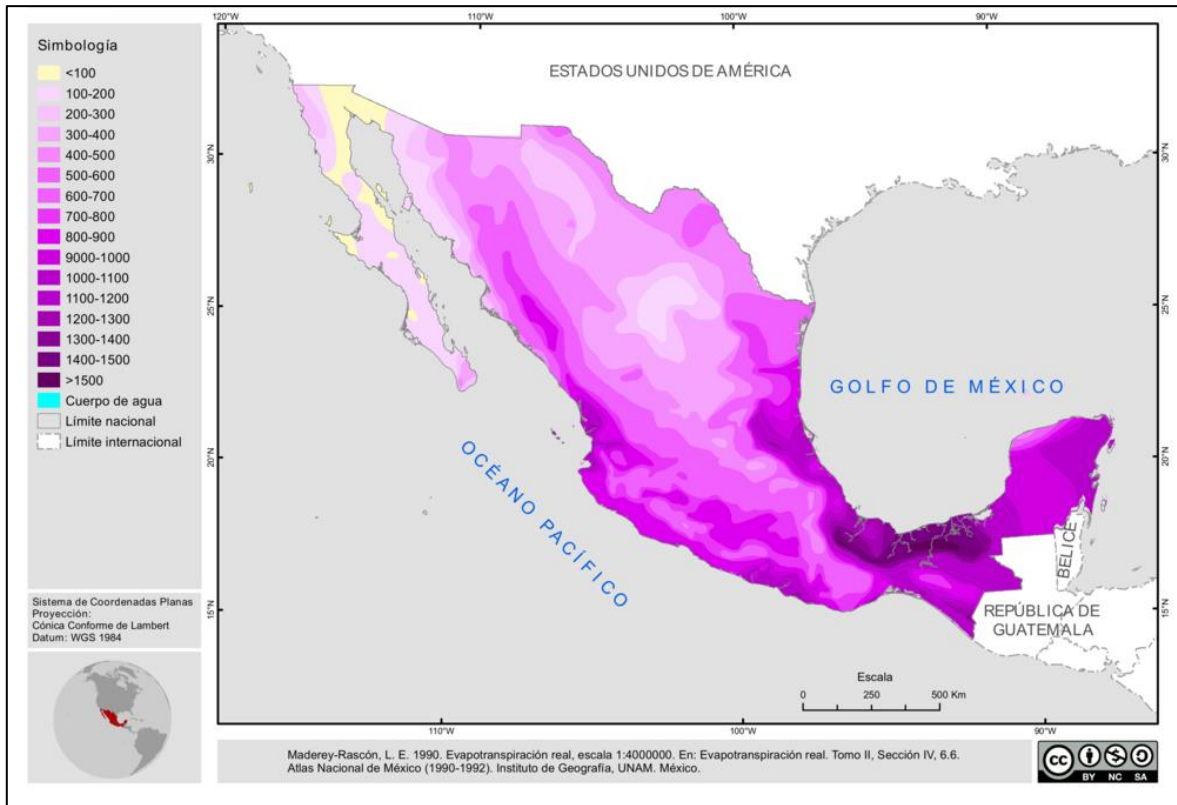 Simbología
<100
100-200
200-300
300-400
400-500
500-600
600-700
700-800
800-900
9000-1000
1000-1100
1100-1200
1200-1300
1300-1400
1400-1500
>1500
Cuerpo de agua
Límite nacional
Límite internacional
Sistema de Coordenadas Planas
Proyección:
Cónica Conforme de Lambert
Datum: WGS 1984
120°W
110°W
100°W
90°W
30°N
30°N
25°N
25°N
20°N
20°N
15°N
15°N
110°W
100°W
90°W
ESTADOS UNIDOS DE AMÉRICA
GOLFO DE MÉXICO
OCÉANO PACÍFICO
BELICE
REPÚBLICA DE
GUATEMALA
Escala
0 250 500 Km
Maderey-Rascón, L. E. 1990. Evapotranspiración real, escala 1:4000000. En: Evapotranspiración real. Tomo II, Sección IV, 6.6.
Atlas Nacional de México (1990-1992). Instituto de Geografía, UNAM. México.
cc
BY NC SA